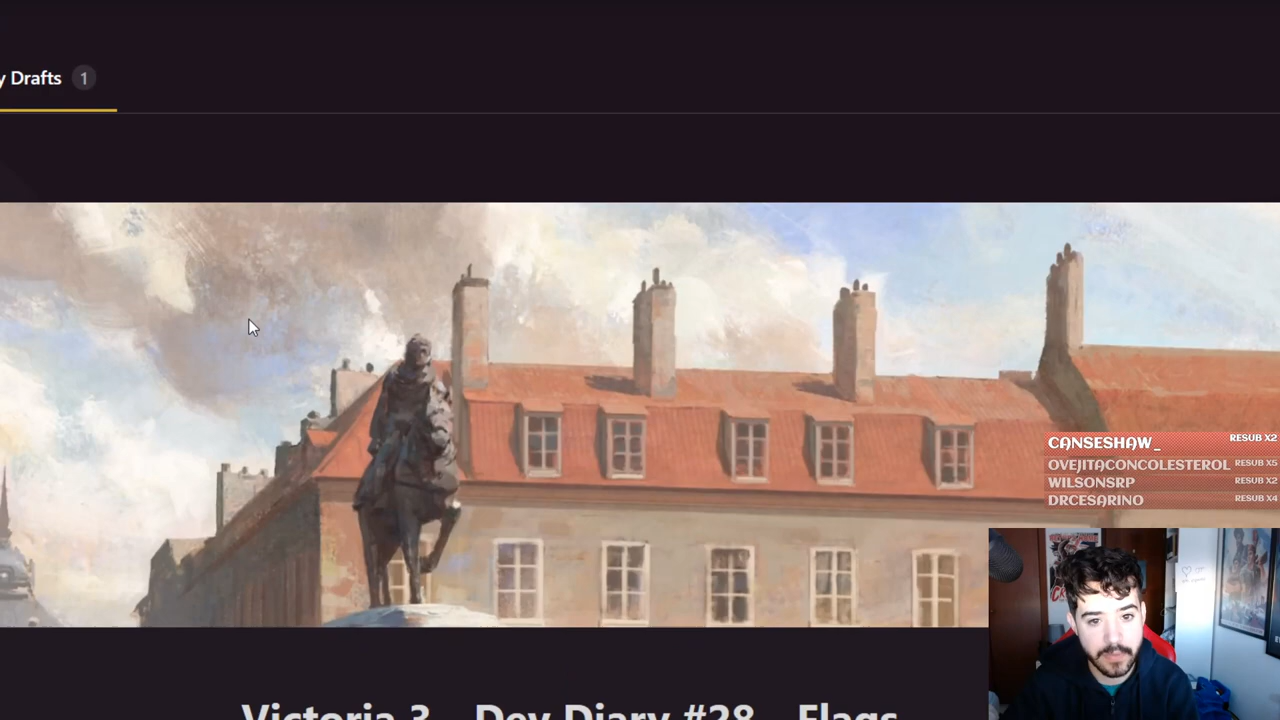 y Drafts 1
CANSESHAW_ RESUB X2
OVEJITACONCOLESTEROL RESUB X5
WILSONSRP RESUB X2
DRCESARINO RESUB X4
Victoria 3 - Dev Diary #28 - Flags